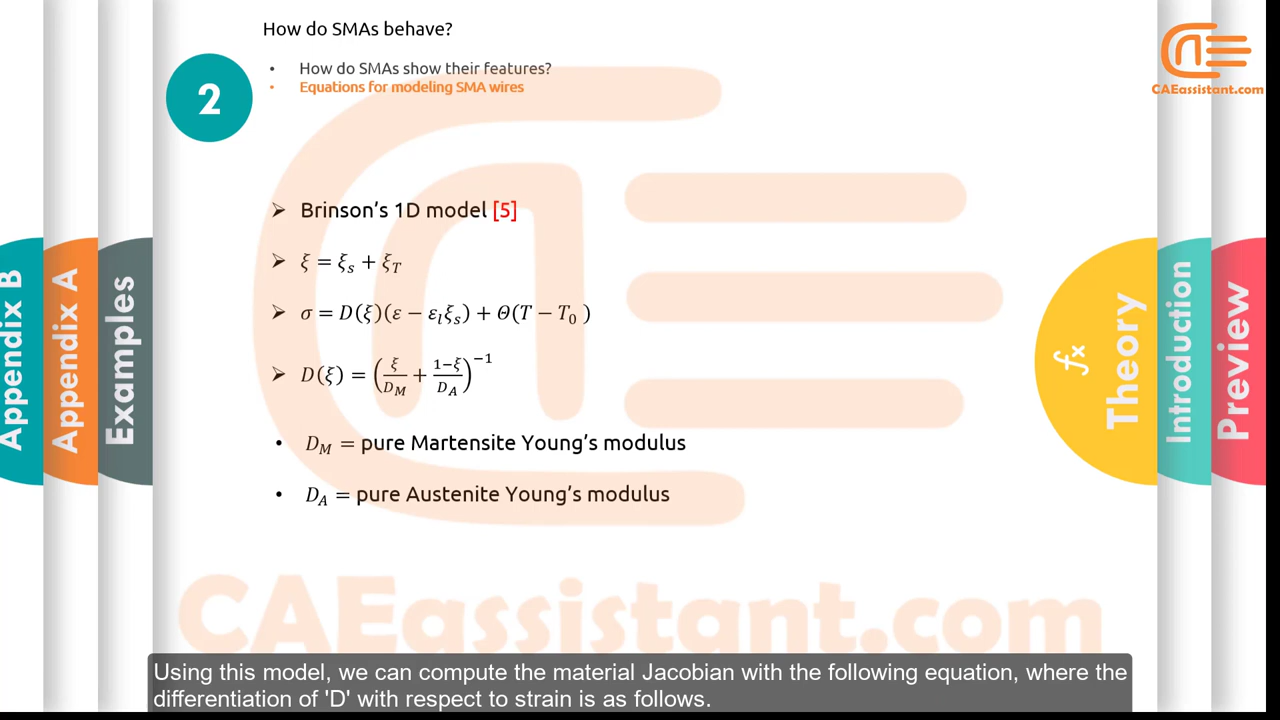 How do SMAs behave?
2
• How do SMAs show their features?
• Equations for modeling SMA wires
CAEassistant.com
➢ Brinson's 1D model [5]
➢ ξ = ξ_s + ξ_T
➢ σ = D(ξ)(ε − ε_l ξ_s) + Θ(T − T_0 )
➢ D(ξ) = (ξ/D_M + (1−ξ)/D_A)^−1
• D_M = pure Martensite Young's modulus
• D_A = pure Austenite Young's modulus
Appendix B
Appendix A
Examples
fx Theory
Introduction
Preview
CAEassistant.com
Using this model, we can compute the material Jacobian with the following equation, where the
differentiation of 'D' with respect to strain is as follows.